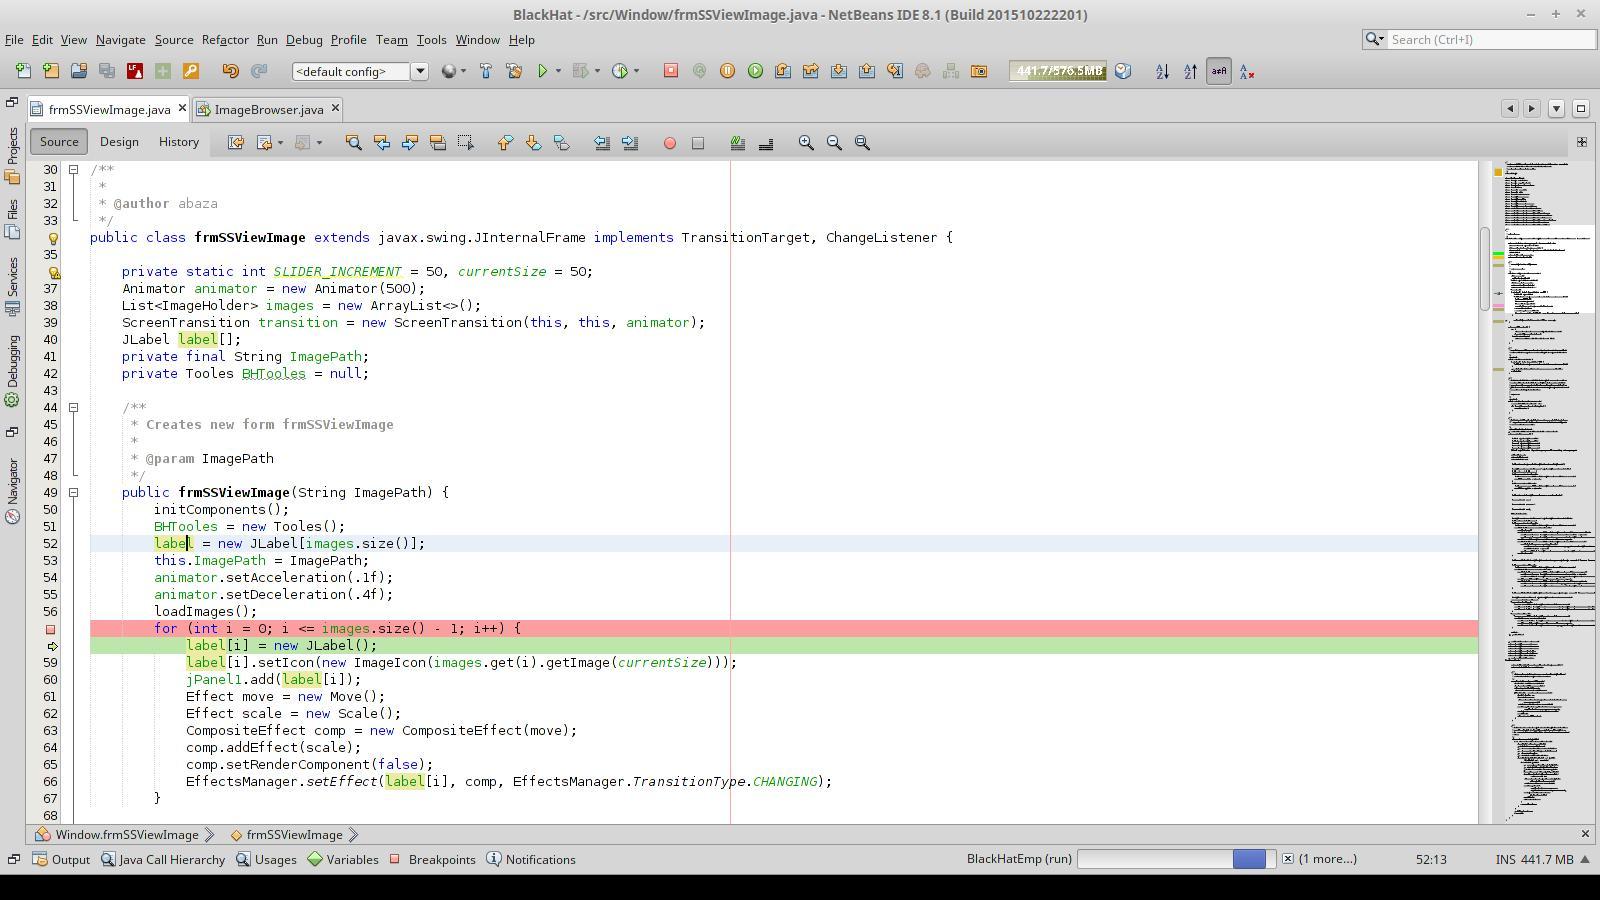 BlackHat - /src/Window/frmSSViewImage.java - NetBeans IDE 8.1 (Build 201510222201)
File Edit View Navigate Source Refactor Run Debug Profile Team Tools Window Help
Search (Ctrl+I)
<default config>
441.7/576.5MB
frmSSViewImage.java ImageBrowser.java
Source Design History
Projects
Files
Services
Debugging
Navigator
30 /**
31 *
32 * @author abaza
33 */
public class frmSSViewImage extends javax.swing.JInternalFrame implements TransitionTarget, ChangeListener {
35
private static int SLIDER_INCREMENT = 50, currentSize = 50;
37 Animator animator = new Animator(500);
38 List<ImageHolder> images = new ArrayList<>();
39 ScreenTransition transition = new ScreenTransition(this, this, animator);
40 JLabel label[];
41 private final String ImagePath;
42 private Tooles BHTooles = null;
43
44 /**
45 * Creates new form frmSSViewImage
46 *
47 * @param ImagePath
48 */
49 public frmSSViewImage(String ImagePath) {
50 initComponents();
51 BHTooles = new Tooles();
52 label = new JLabel[images.size()];
53 this.ImagePath = ImagePath;
54 animator.setAcceleration(.1f);
55 animator.setDeceleration(.4f);
56 loadImages();
for (int i = 0; i <= images.size() - 1; i++) {
label[i] = new JLabel();
59 label[i].setIcon(new ImageIcon(images.get(i).getImage(currentSize)));
60 jPanel1.add(label[i]);
61 Effect move = new Move();
62 Effect scale = new Scale();
63 CompositeEffect comp = new CompositeEffect(move);
64 comp.addEffect(scale);
65 comp.setRenderComponent(false);
66 EffectsManager.setEffect(label[i], comp, EffectsManager.TransitionType.CHANGING);
67 }
68
Window.frmSSViewImage frmSSViewImage
Output Java Call Hierarchy Usages Variables Breakpoints Notifications BlackHatEmp (run) (1 more...) 52:13 INS 441.7 MB